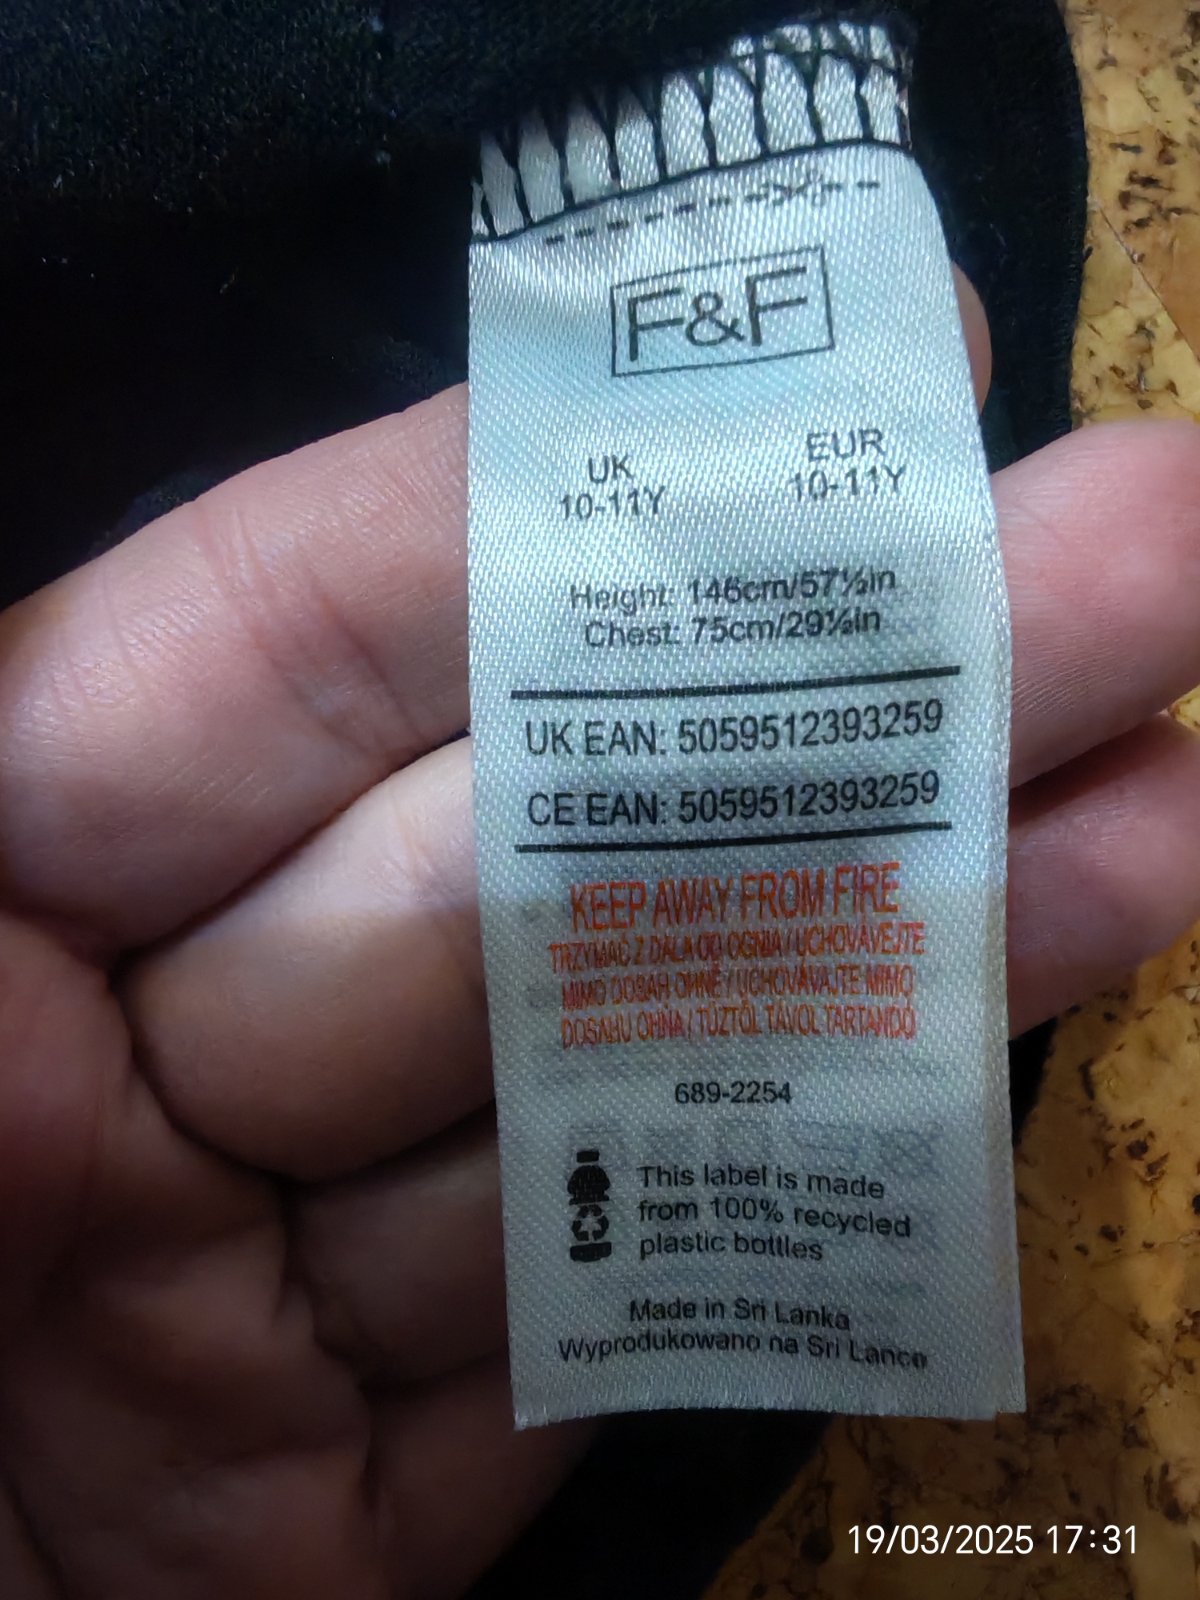 F&F
UK EUR
10-11Y 10-11Y
Height: 146cm/57½in
Chest: 75cm/29½in
UK EAN: 5059512393259
CE EAN: 5059512393259
KEEP AWAY FROM FIRE
TRZYMAĆ Z DALA OD OGNIA / UCHOVÁVEJTE
MIMO DOSAH OHNĚ / UCHOVÁVAJTE MIMO
DOSAHU OHŇA / TŰZTŐL TÁVOL TARTANDÓ
689-2254
This label is made
from 100% recycled
plastic bottles
Made in Sri Lanka
Wyprodukowano na Sri Lance
19/03/2025 17:31